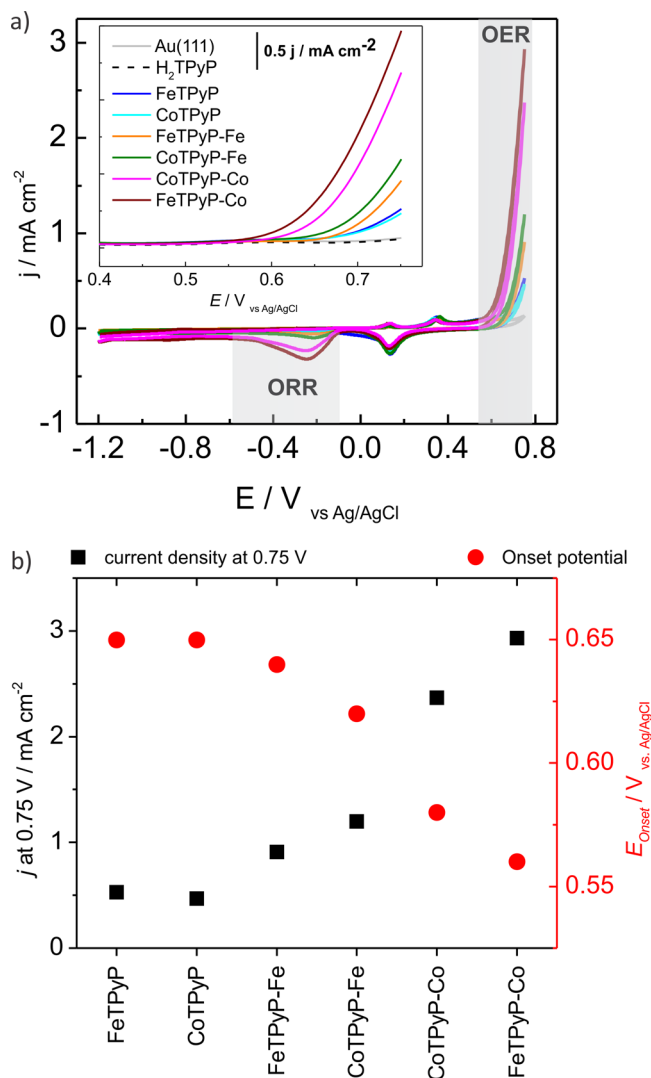 a)
3
2
1
0
-1
j / mA cm-2
OER
0.5 j / mA cm-2
Au(111)
H2TPyP
FeTPyP
CoTPyP
FeTPyP-Fe
CoTPyP-Fe
CoTPyP-Co
FeTPyP-Co
0.4 0.5 0.6 0.7
E / V vs Ag/AgCl
ORR
-1.2 -0.8 -0.4 0.0 0.4 0.8
E / V vs Ag/AgCl
b)
current density at 0.75 V
Onset potential
3
2
1
0
j at 0.75 V / mA cm-2
0.65
0.60
0.55
EOnset / V vs. Ag/AgCl
FeTPyP
CoTPyP
FeTPyP-Fe
CoTPyP-Fe
CoTPyP-Co
FeTPyP-Co